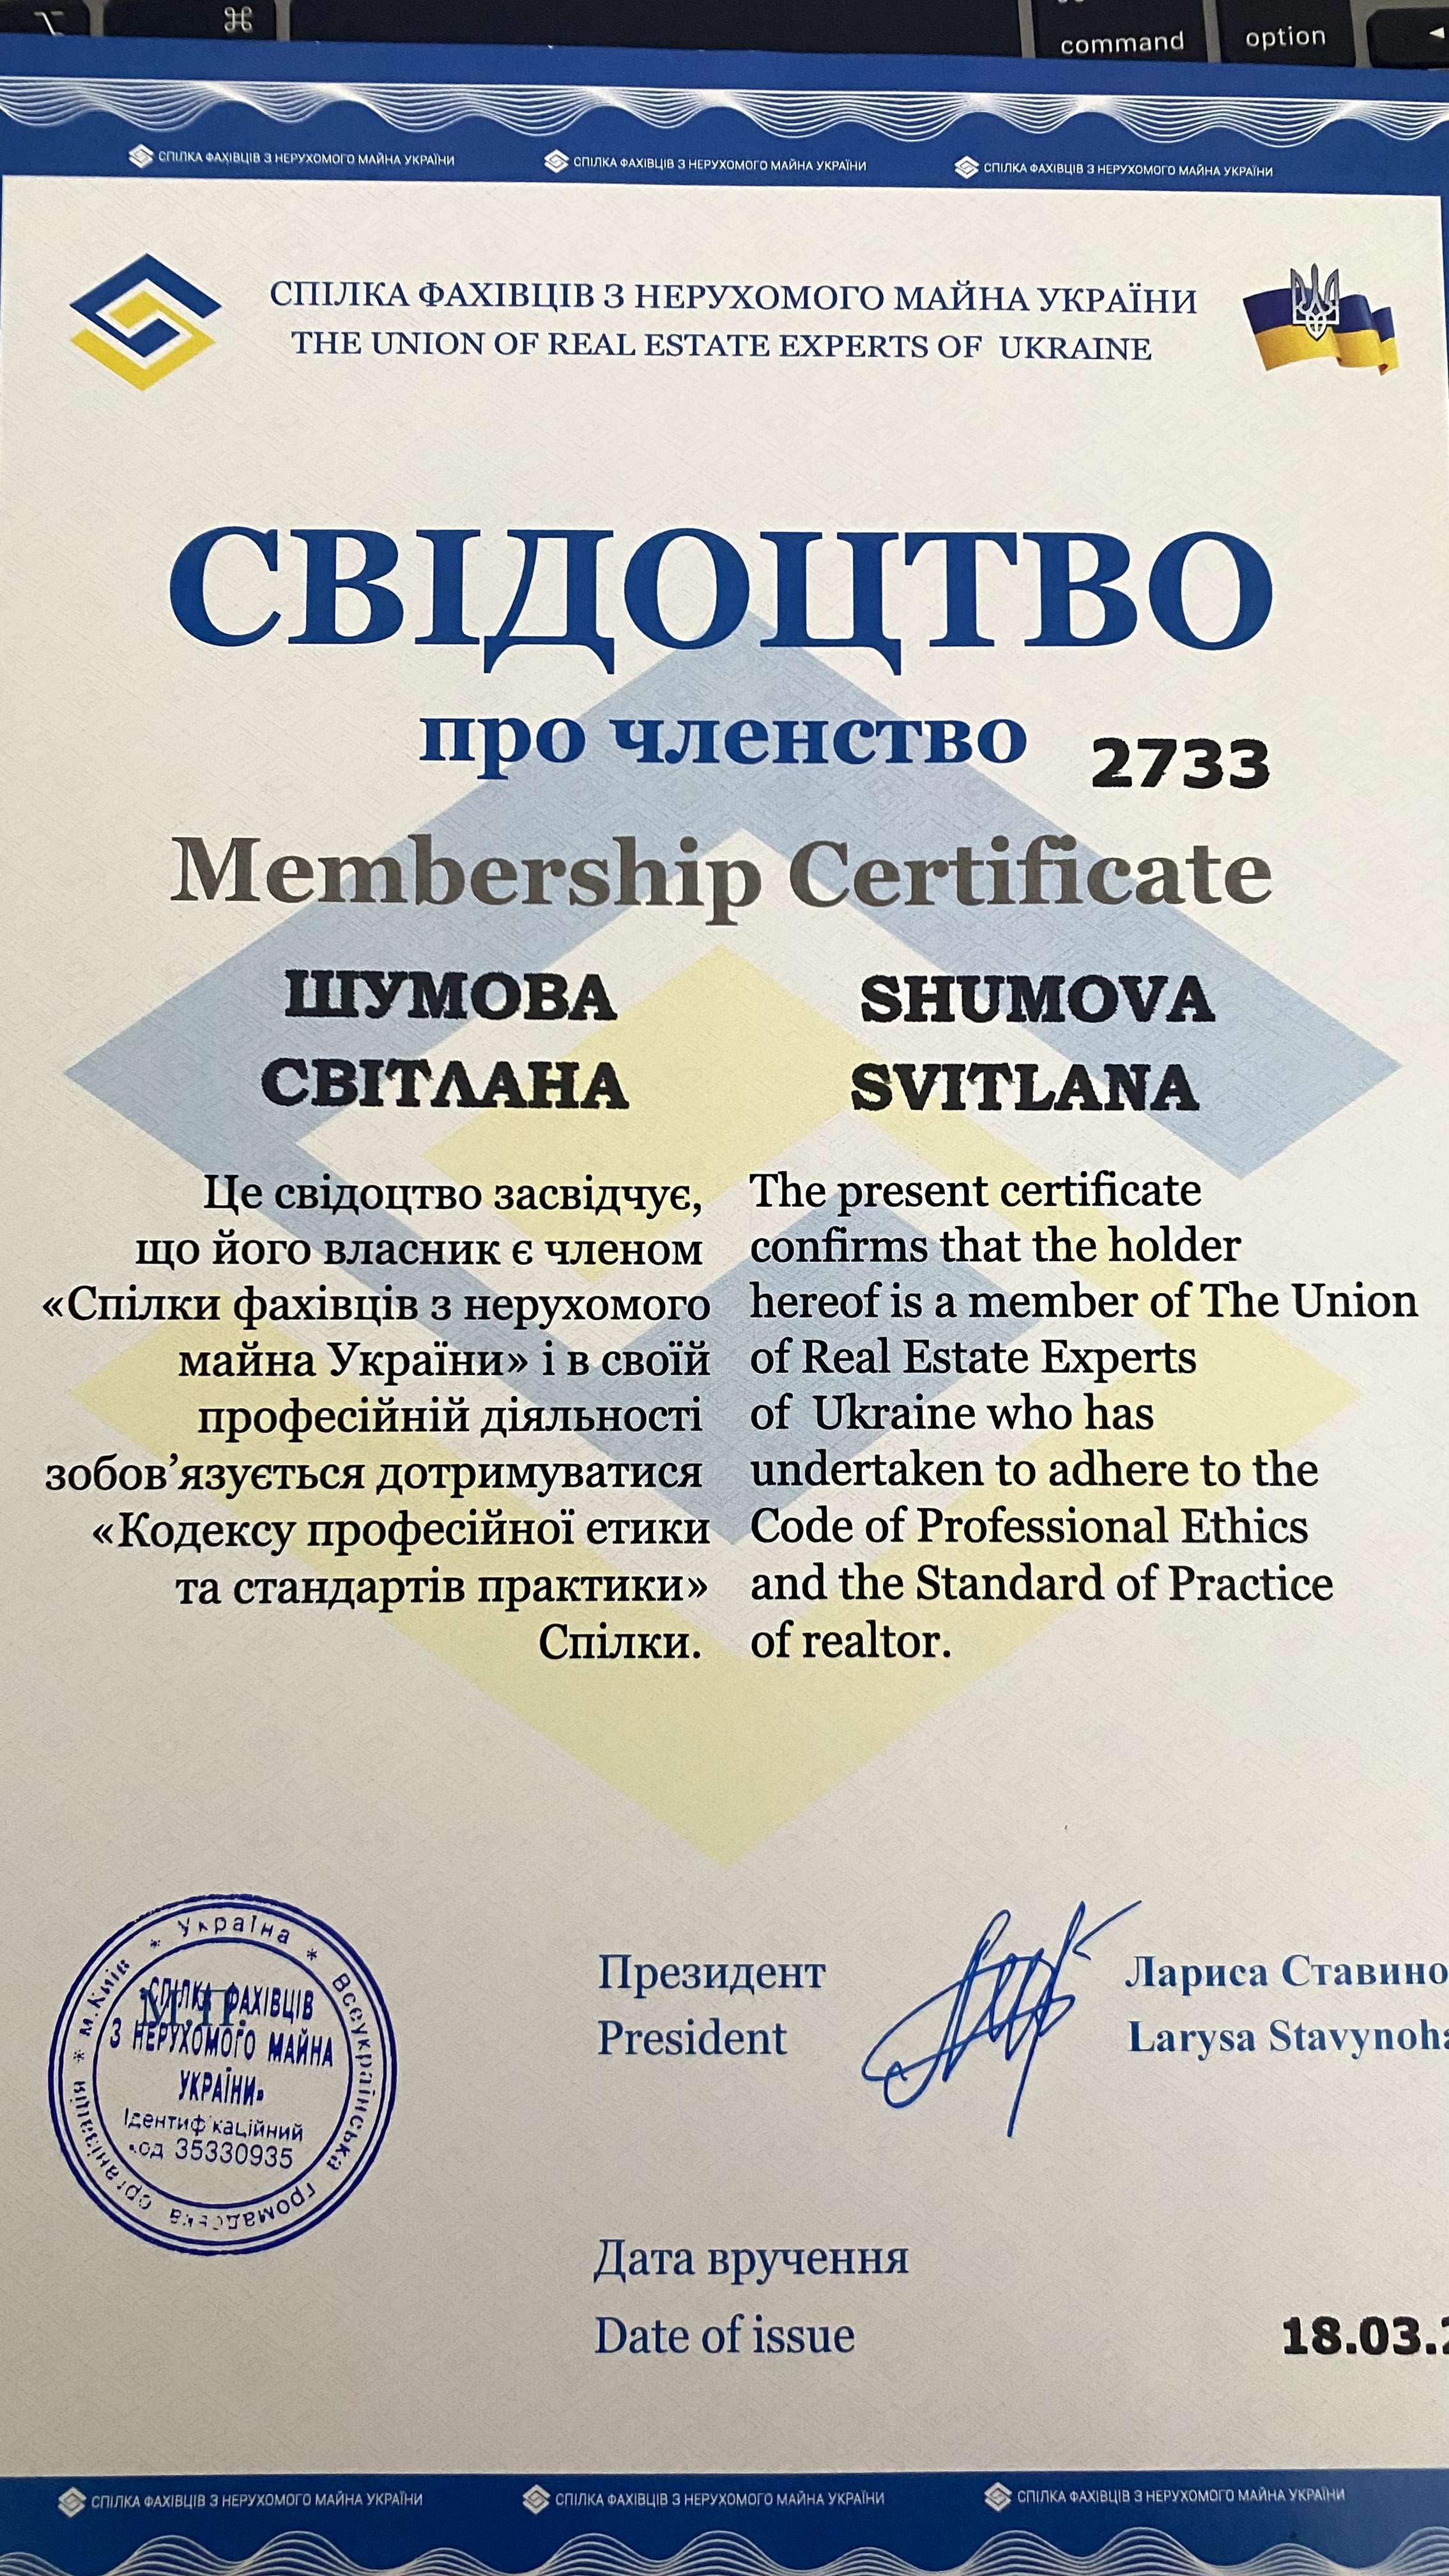 ⌘
command
option
СПІЛКА ФАХІВЦІВ З НЕРУХОМОГО МАЙНА УКРАЇНИ
СПІЛКА ФАХІВЦІВ З НЕРУХОМОГО МАЙНА УКРАЇНИ
СПІЛКА ФАХІВЦІВ З НЕРУХОМОГО МАЙНА УКРАЇНИ
СПІЛКА ФАХІВЦІВ З НЕРУХОМОГО МАЙНА УКРАЇНИ
THE UNION OF REAL ESTATE EXPERTS OF UKRAINE
СВІДОЦТВО
про членство
2733
Membership Certificate
ШУМОВА
СВІТЛАНА
SHUMOVA
SVITLANA
Це свідоцтво засвідчує,
що його власник є членом
«Спілки фахівців з нерухомого
майна України» і в своїй
професійній діяльності
зобов’язується дотримуватися
«Кодексу професійної етики
та стандартів практики»
Спілки.
The present certificate
confirms that the holder
hereof is a member of The Union
of Real Estate Experts
of Ukraine who has
undertaken to adhere to the
Code of Professional Ethics
and the Standard of Practice
of realtor.
* Україна * Всеукраїнська громадська організація * м.Київ
М.П.
«СПІЛКА ФАХІВЦІВ
З НЕРУХОМОГО МАЙНА
УКРАЇНИ»
Ідентифікаційний
код 35330935
Президент
President
Лариса Ставино
Larysa Stavynoha
Дата вручення
Date of issue
18.03.
СПІЛКА ФАХІВЦІВ З НЕРУХОМОГО МАЙНА УКРАЇНИ
СПІЛКА ФАХІВЦІВ З НЕРУХОМОГО МАЙНА УКРАЇНИ
СПІЛКА ФАХІВЦІВ З НЕРУХОМОГО МАЙНА УКРАЇНИ